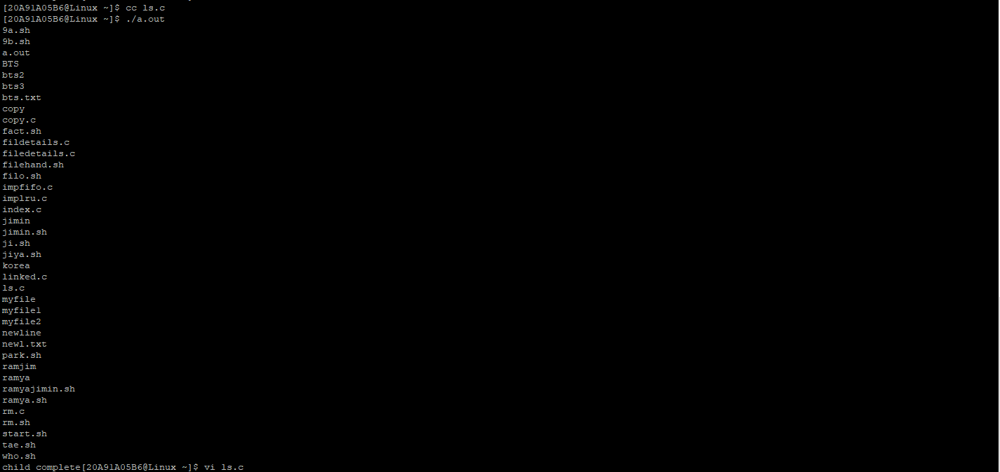 [20A91A05B6@Linux ~]$ cc ls.c
[20A91A05B6@Linux ~]$ ./a.out
9a.sh
9b.sh
a.out
BTS
bts2
bts3
bts.txt
copy
copy.c
fact.sh
fildetails.c
filedetails.c
filehand.sh
filo.sh
impfifo.c
implru.c
index.c
jimin
jimin.sh
ji.sh
jiya.sh
korea
linked.c
ls.c
myfile
myfile1
myfile2
newline
newl.txt
park.sh
ramjim
ramya
ramyajimin.sh
ramya.sh
rm.c
rm.sh
start.sh
tae.sh
who.sh
child complete[20A91A05B6@Linux ~]$ vi ls.c